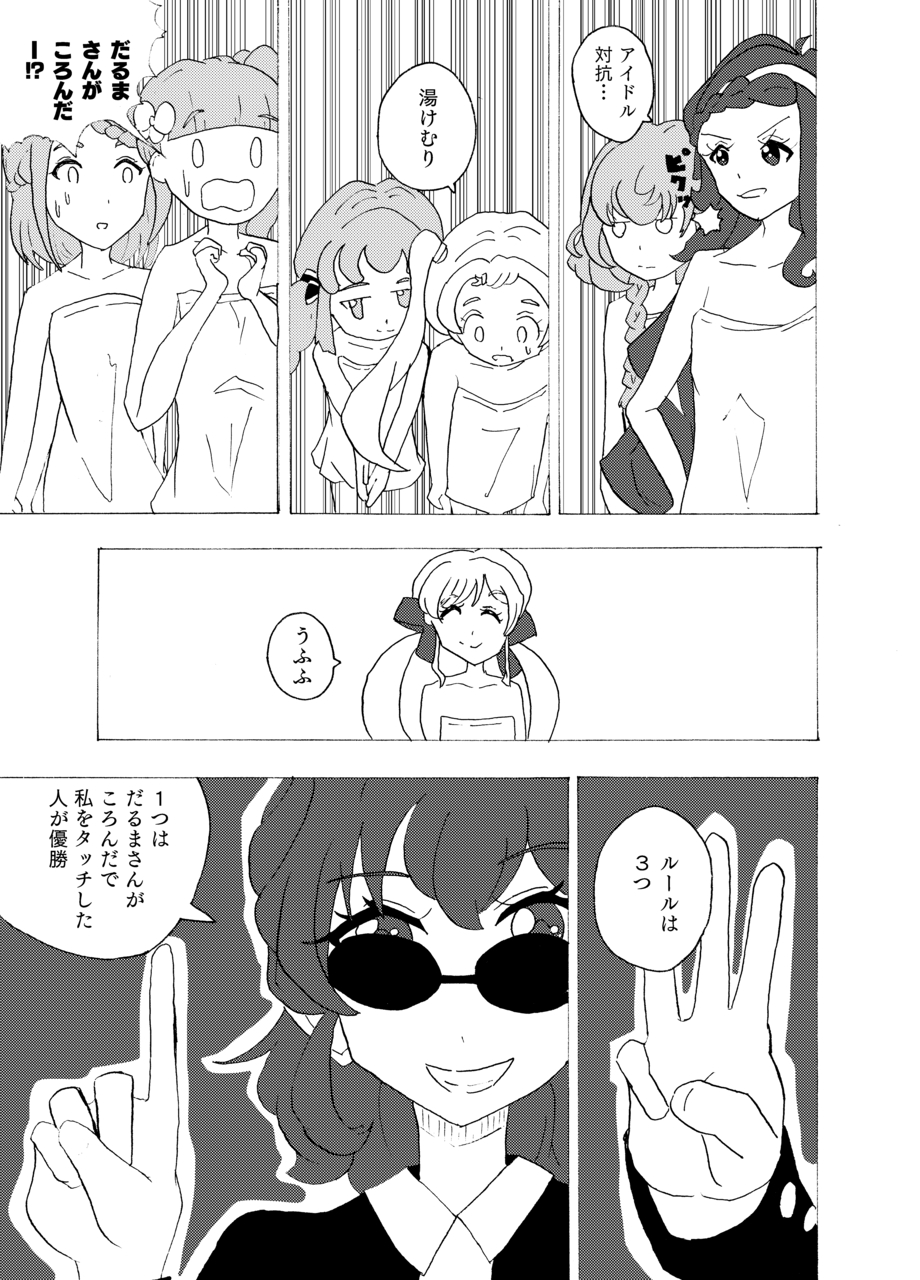 アイドル
対抗…
ビクッ
湯けむり
だるま
さんが
ころんだ
ー!?
うふふ
ルールは
3つ
1つは
だるまさんが
ころんだで
私をタッチした
人が優勝